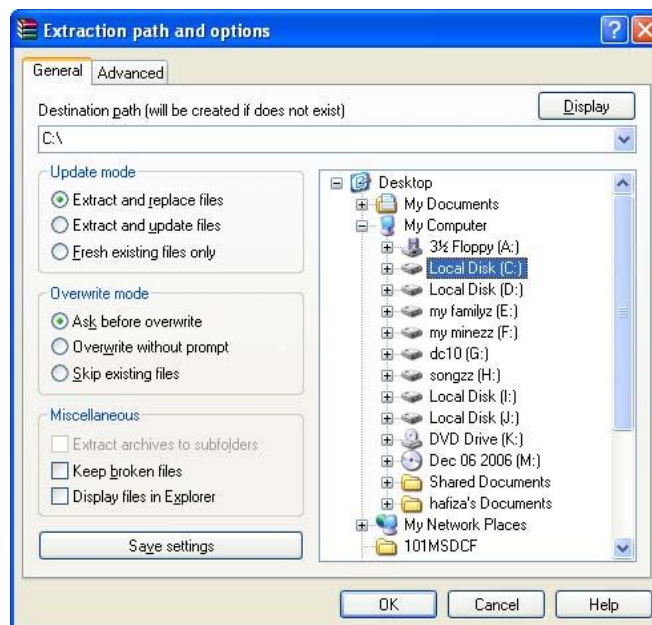 Extraction path and options
General
Advanced
Destination path (will be created if does not exist)
Display
C:\
Update mode
Extract and replace files
Extract and update files
Fresh existing files only
Overwrite mode
Ask before overwrite
Overwrite without prompt
Skip existing files
Miscellaneous
Extract archives to subfolders
Keep broken files
Display files in Explorer
Save settings
Desktop
My Documents
My Computer
3½ Floppy (A:)
Local Disk (C:)
Local Disk (D:)
my familyz (E:)
my minezz (F:)
dc10 (G:)
songzz (H:)
Local Disk (I:)
Local Disk (J:)
DVD Drive (K:)
Dec 06 2006 (M:)
Shared Documents
hafiza's Documents
My Network Places
101MSDCF
OK
Cancel
Help